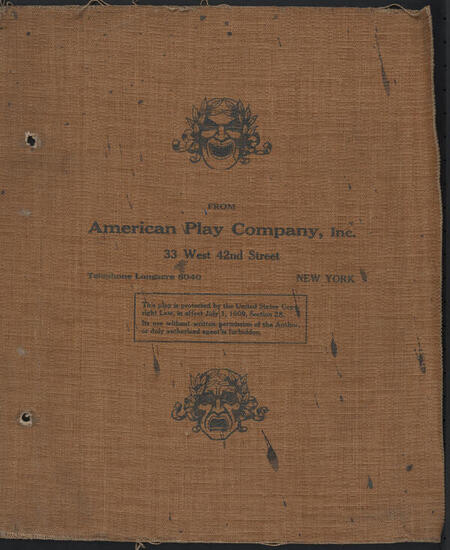 FROM
American Play Company, Inc.
33 West 42nd Street
Telephone Longacre 8040 NEW YORK
This play is protected by the United States Copy-
right Law, in effect July 1, 1909, Section 28.
Its use without written permission of the Author,
or duly authorized agent is forbidden.